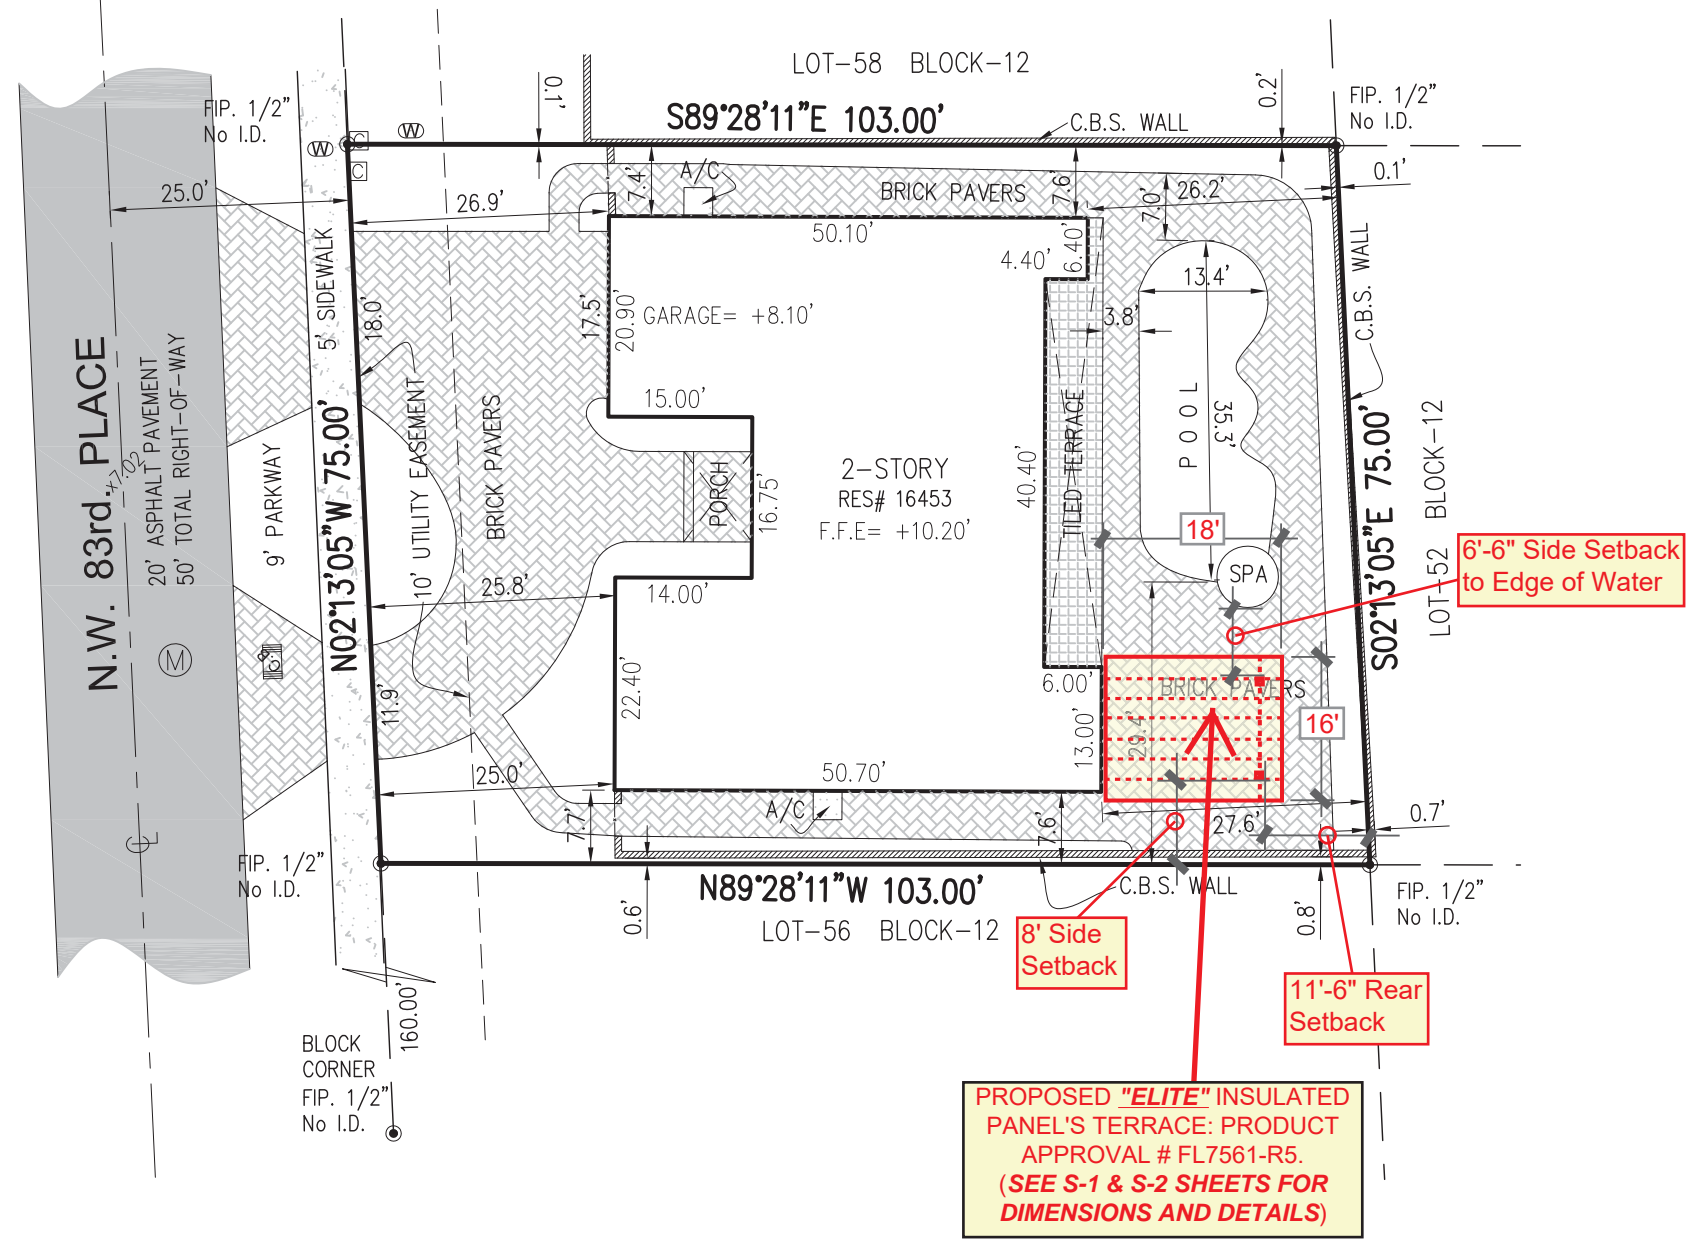 LOT-58 BLOCK-12
0.1'
0.2'
FIP. 1/2"
No I.D.
S89°28'11"E 103.00'
C.B.S. WALL
FIP. 1/2"
No I.D.
W
W
C
C
25.0'
26.9'
7.4'
A/C
BRICK PAVERS
7.6'
26.2'
7.0'
0.1'
50.10'
4.40'
6.40'
13.4'
C.B.S. WALL
5' SIDEWALK
18.0'
17.5'
20.90'
GARAGE= +8.10'
3.8'
N.W. 83rd. PLACE
x7.02
20' ASPHALT PAVEMENT
50' TOTAL RIGHT-OF-WAY
9' PARKWAY
N02°13'05"W 75.00'
10' UTILITY EASEMENT
BRICK PAVERS
15.00'
PORCH
16.75'
2-STORY
RES# 16453
F.F.E= +10.20'
40.40'
TILED TERRACE
POOL
35.3'
S02°13'05"E 75.00'
LOT-52 BLOCK-12
18'
SPA
6'-6" Side Setback
to Edge of Water
25.8'
14.00'
M
11.9'
22.40'
6.00'
13.00'
BRICK PAVERS
29.4'
16'
25.0'
50.70'
A/C
7.7'
7.6'
27.6'
0.7'
FIP. 1/2"
No I.D.
N89°28'11"W 103.00'
C.B.S. WALL
FIP. 1/2"
No I.D.
0.6'
LOT-56 BLOCK-12
0.8'
8' Side
Setback
11'-6" Rear
Setback
160.00'
BLOCK
CORNER
FIP. 1/2"
No I.D.
PROPOSED "ELITE" INSULATED
PANEL'S TERRACE: PRODUCT
APPROVAL # FL7561-R5.
(SEE S-1 & S-2 SHEETS FOR
DIMENSIONS AND DETAILS)